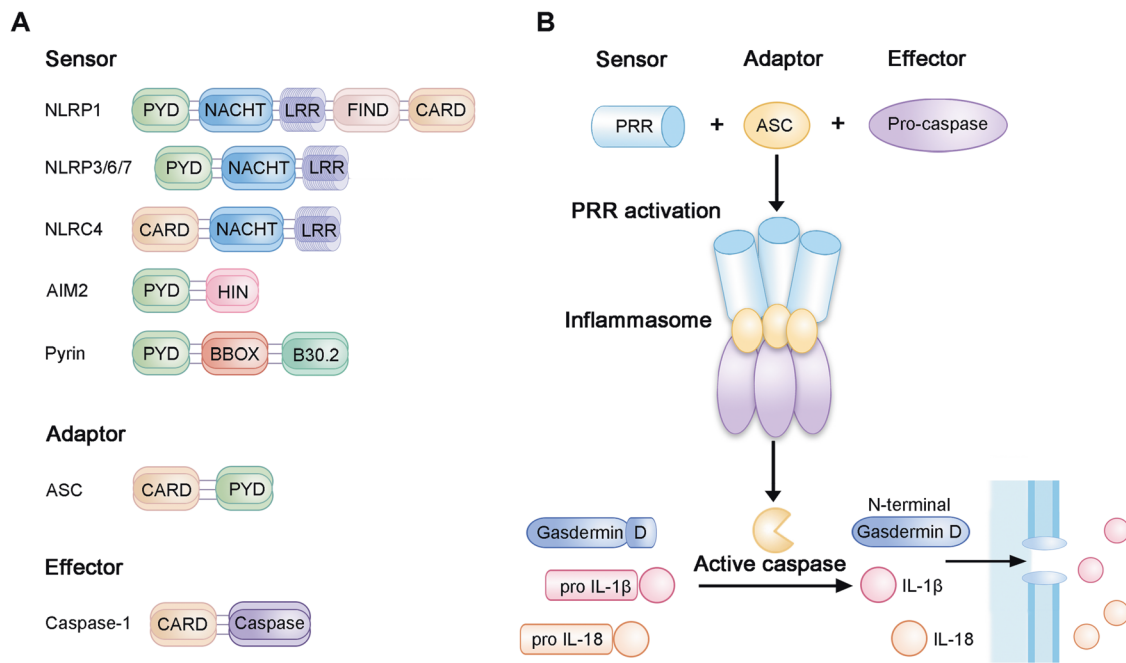 A
Sensor
NLRP1 PYD NACHT LRR FIND CARD
NLRP3/6/7 PYD NACHT LRR
NLRC4 CARD NACHT LRR
AIM2 PYD HIN
Pyrin PYD BBOX B30.2
Adaptor
ASC CARD PYD
Effector
Caspase-1 CARD Caspase
B
Sensor Adaptor Effector
PRR + ASC + Pro-caspase
PRR activation
Inflammasome
N-terminal
Gasdermin D Gasdermin D
Active caspase
pro IL-1β IL-1β
pro IL-18 IL-18